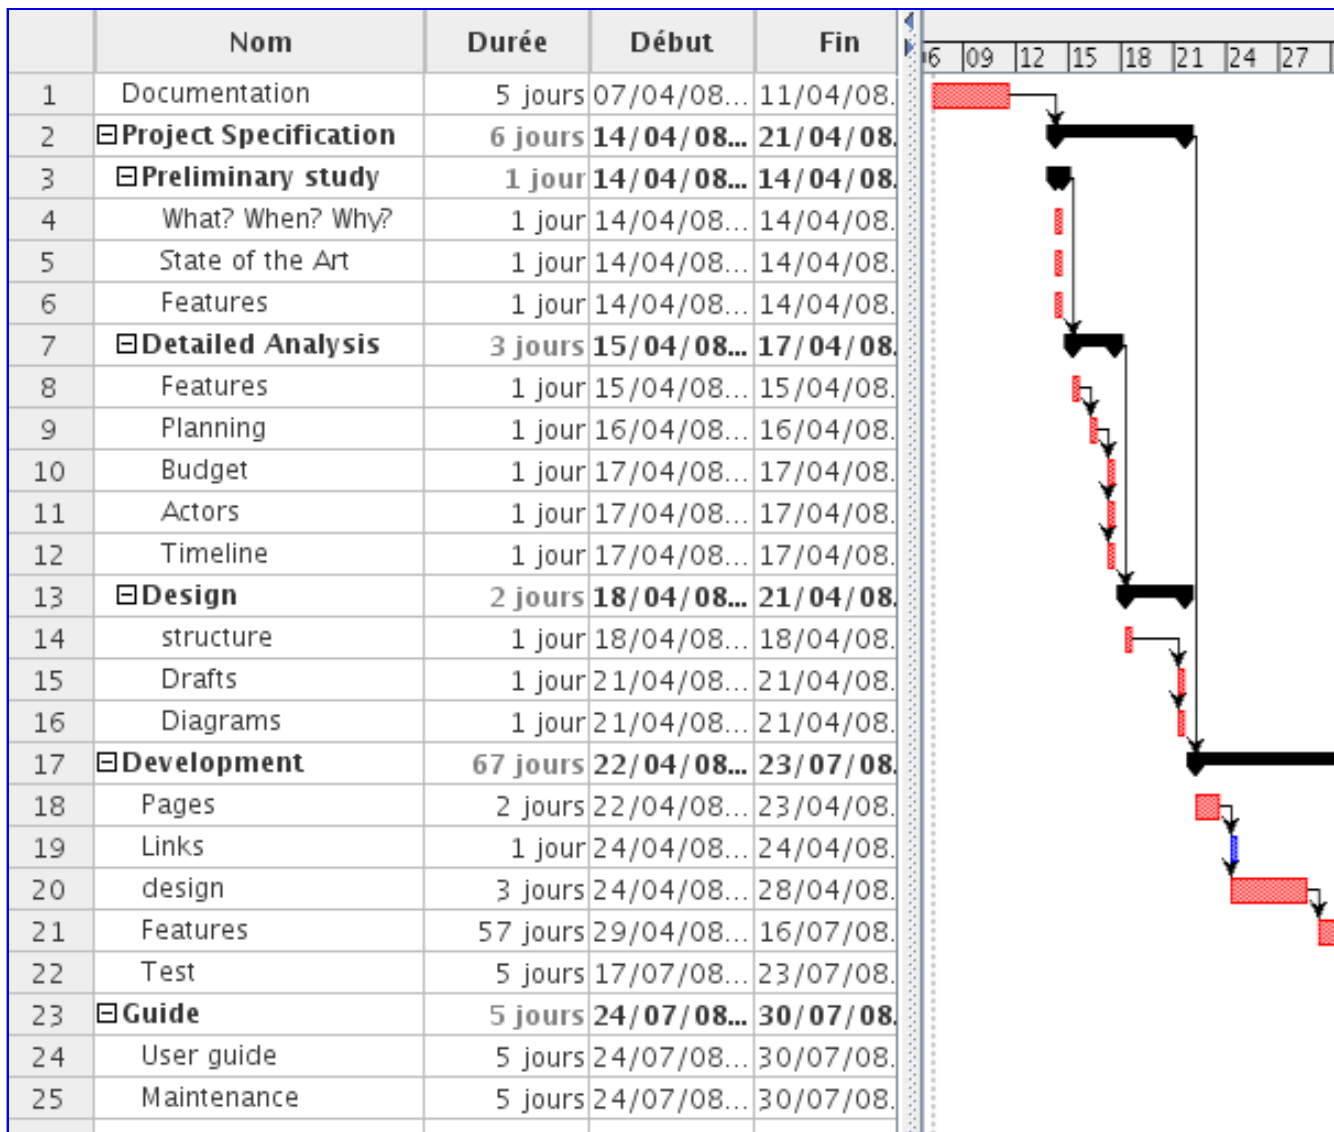 Nom Durée Début Fin
6 09 12 15 18 21 24 27
1 Documentation 5 jours 07/04/08... 11/04/08.
2 Project Specification 6 jours 14/04/08... 21/04/08.
3 Preliminary study 1 jour 14/04/08... 14/04/08.
4 What? When? Why? 1 jour 14/04/08... 14/04/08.
5 State of the Art 1 jour 14/04/08... 14/04/08.
6 Features 1 jour 14/04/08... 14/04/08.
7 Detailed Analysis 3 jours 15/04/08... 17/04/08.
8 Features 1 jour 15/04/08... 15/04/08.
9 Planning 1 jour 16/04/08... 16/04/08.
10 Budget 1 jour 17/04/08... 17/04/08.
11 Actors 1 jour 17/04/08... 17/04/08.
12 Timeline 1 jour 17/04/08... 17/04/08.
13 Design 2 jours 18/04/08... 21/04/08.
14 structure 1 jour 18/04/08... 18/04/08.
15 Drafts 1 jour 21/04/08... 21/04/08.
16 Diagrams 1 jour 21/04/08... 21/04/08.
17 Development 67 jours 22/04/08... 23/07/08.
18 Pages 2 jours 22/04/08... 23/04/08.
19 Links 1 jour 24/04/08... 24/04/08.
20 design 3 jours 24/04/08... 28/04/08.
21 Features 57 jours 29/04/08... 16/07/08.
22 Test 5 jours 17/07/08... 23/07/08.
23 Guide 5 jours 24/07/08... 30/07/08.
24 User guide 5 jours 24/07/08... 30/07/08.
25 Maintenance 5 jours 24/07/08... 30/07/08.